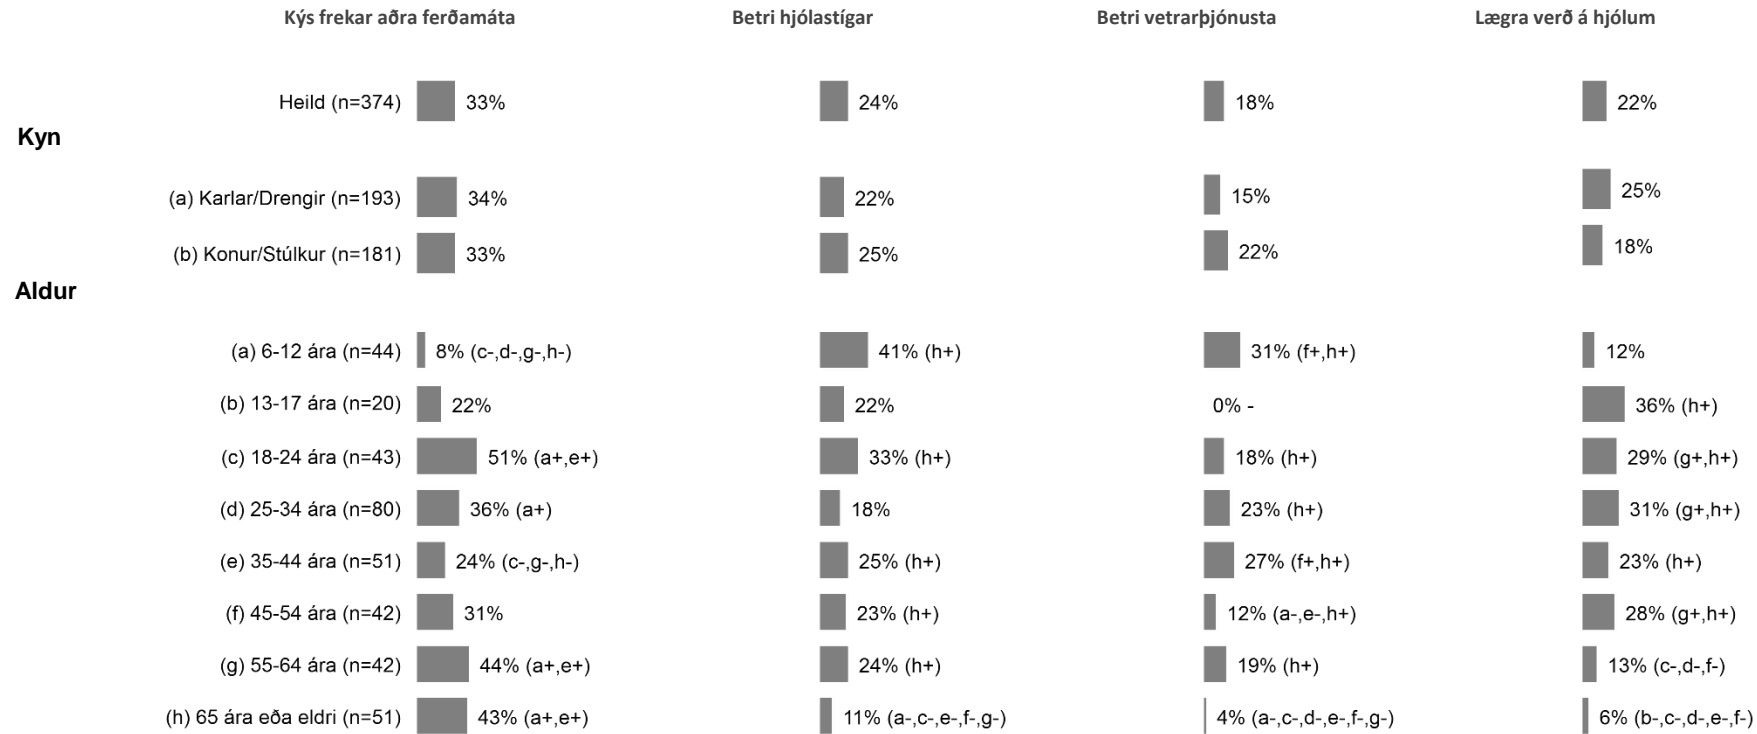 Kýs frekar aðra ferðamáta Betri hjólastígar Betri vetrarþjónusta Lægra verð á hjólum
Heild (n=374) 33% 24% 18% 22%
Kyn
(a) Karlar/Drengir (n=193) 34% 22% 15% 25%
(b) Konur/Stúlkur (n=181) 33% 25% 22% 18%
Aldur
(a) 6-12 ára (n=44) 8% (c-,d-,g-,h-) 41% (h+) 31% (f+,h+) 12%
(b) 13-17 ára (n=20) 22% 22% 0% - 36% (h+)
(c) 18-24 ára (n=43) 51% (a+,e+) 33% (h+) 18% (h+) 29% (g+,h+)
(d) 25-34 ára (n=80) 36% (a+) 18% 23% (h+) 31% (g+,h+)
(e) 35-44 ára (n=51) 24% (c-,g-,h-) 25% (h+) 27% (f+,h+) 23% (h+)
(f) 45-54 ára (n=42) 31% 23% (h+) 12% (a-,e-,h+) 28% (g+,h+)
(g) 55-64 ára (n=42) 44% (a+,e+) 24% (h+) 19% (h+) 13% (c-,d-,f-)
(h) 65 ára eða eldri (n=51) 43% (a+,e+) 11% (a-,c-,e-,f-,g-) 4% (a-,c-,d-,e-,f-,g-) 6% (b-,c-,d-,e-,f-)